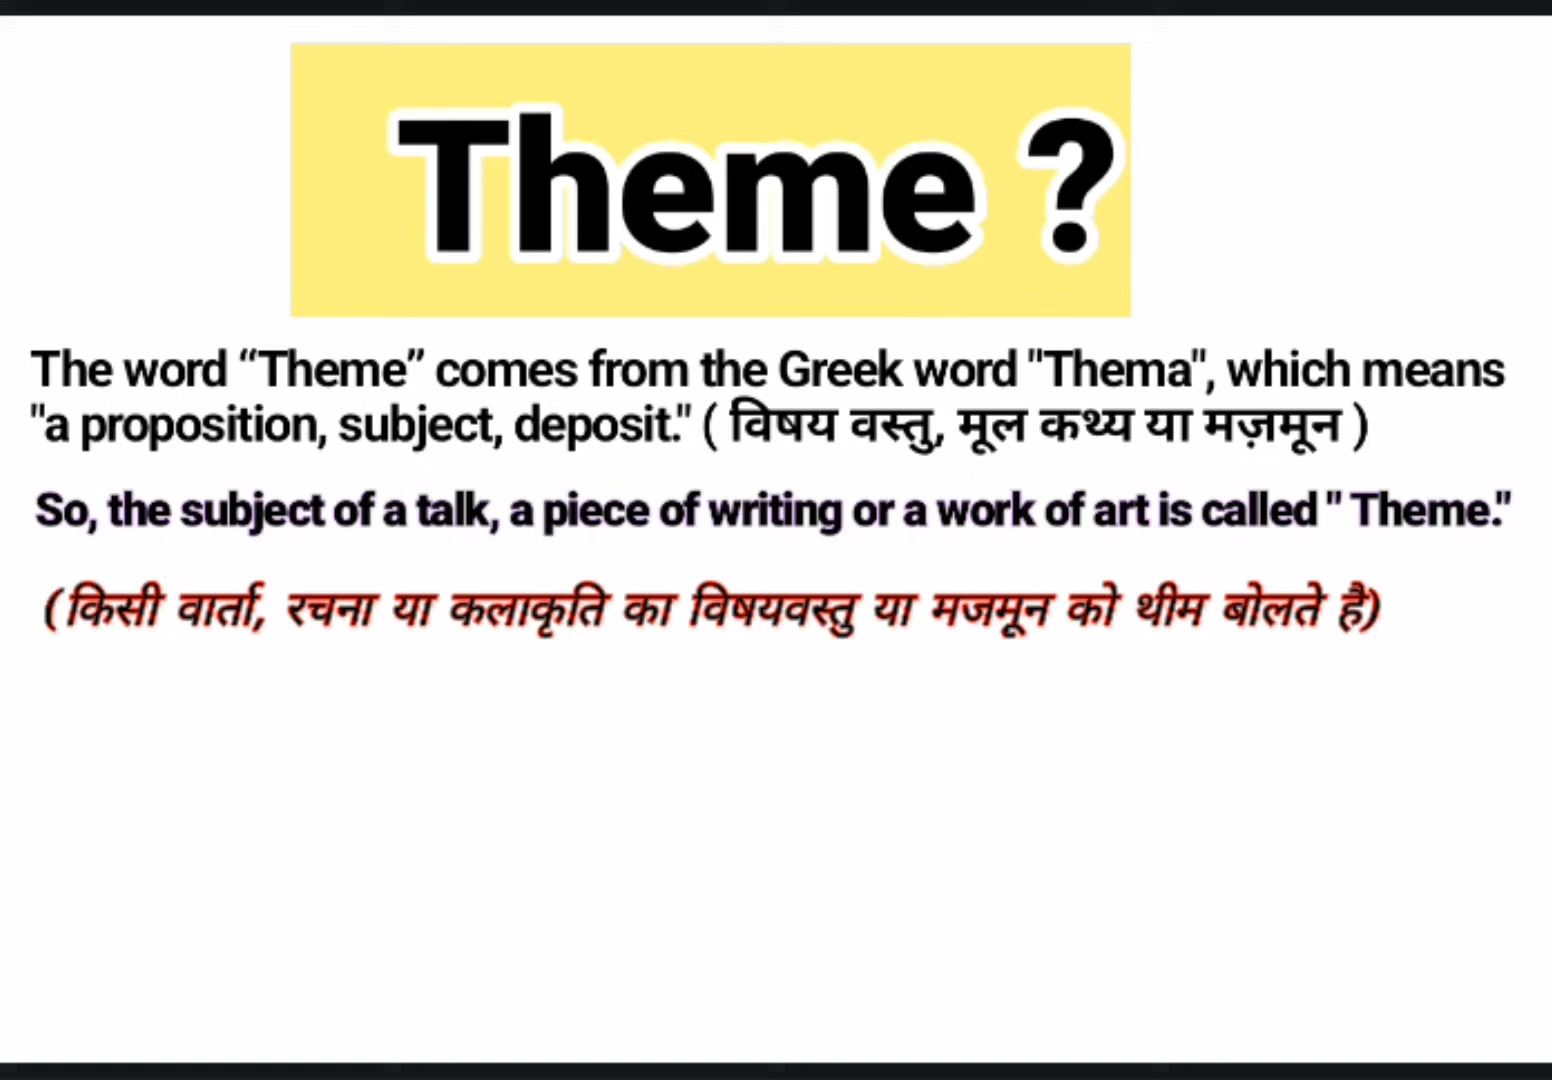 Theme ?
The word “Theme” comes from the Greek word "Thema", which means
"a proposition, subject, deposit." ( विषय वस्तु, मूल कथ्य या मज़मून )
So, the subject of a talk, a piece of writing or a work of art is called " Theme."
(किसी वार्ता, रचना या कलाकृति का विषयवस्तु या मजमून को थीम बोलते है)